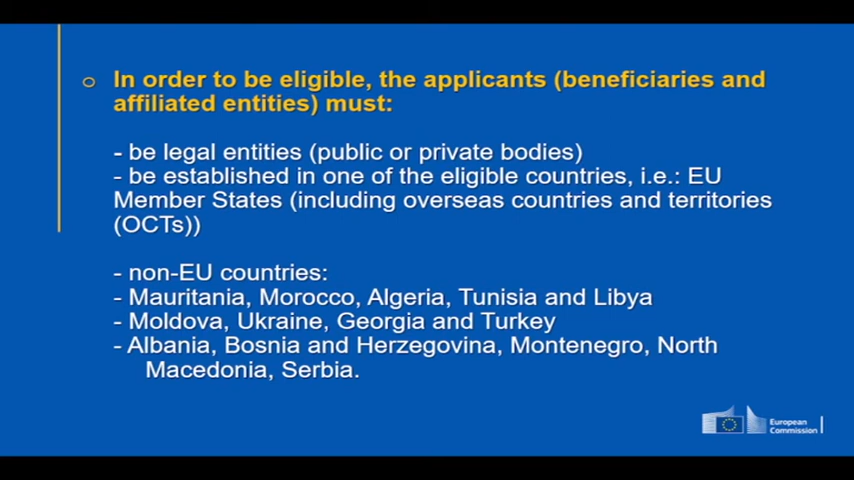 o In order to be eligible, the applicants (beneficiaries and
affiliated entities) must:
- be legal entities (public or private bodies)
- be established in one of the eligible countries, i.e.: EU
Member States (including overseas countries and territories
(OCTs))
- non-EU countries:
- Mauritania, Morocco, Algeria, Tunisia and Libya
- Moldova, Ukraine, Georgia and Turkey
- Albania, Bosnia and Herzegovina, Montenegro, North
Macedonia, Serbia.
European
Commission